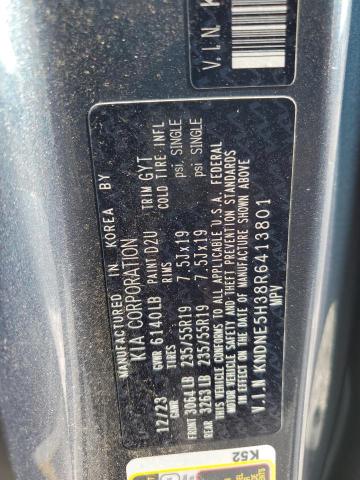 V.I.N K
MANUFACTURED IN KOREA BY
KIA CORPORATION
12/23 GVWR 6140LB PAINT D2U TRIM GYT
GAWR TIRES RIMS COLD TIRE INFL
FRONT 3064LB 235/55R19 7.5Jx19 psi, SINGLE
REAR 3263LB 235/55R19 7.5Jx19 psi, SINGLE
THIS VEHICLE CONFORMS TO ALL APPLICABLE U.S.A. FEDERAL
MOTOR VEHICLE SAFETY AND THEFT PREVENTION STANDARDS
IN EFFECT ON THE DATE OF MANUFACTURE SHOWN ABOVE.
V.I.N KNDNE5H38R6413801
MPV
K52